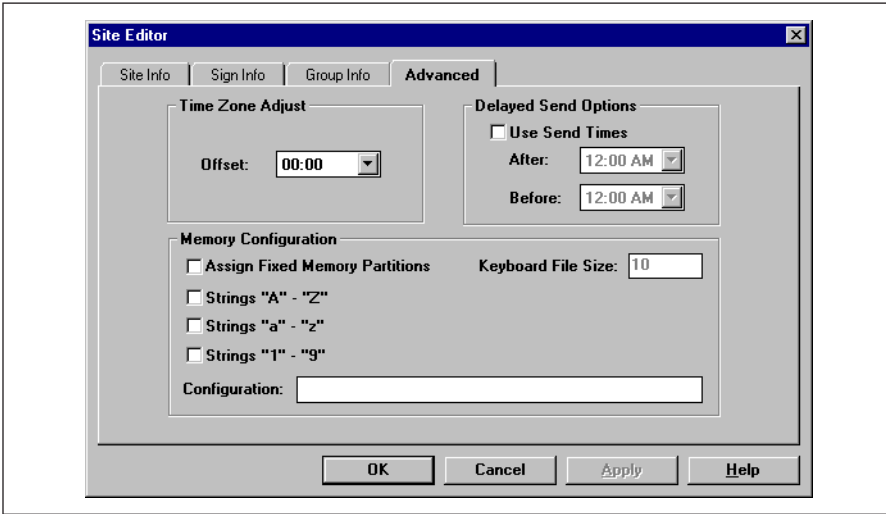 Site Editor
Site Info Sign Info Group Info Advanced
Time Zone Adjust
Offset: 00:00
Delayed Send Options
Use Send Times
After: 12:00 AM
Before: 12:00 AM
Memory Configuration
Assign Fixed Memory Partitions Keyboard File Size: 10
Strings "A" - "Z"
Strings "a" - "z"
Strings "1" - "9"
Configuration:
OK Cancel Apply Help